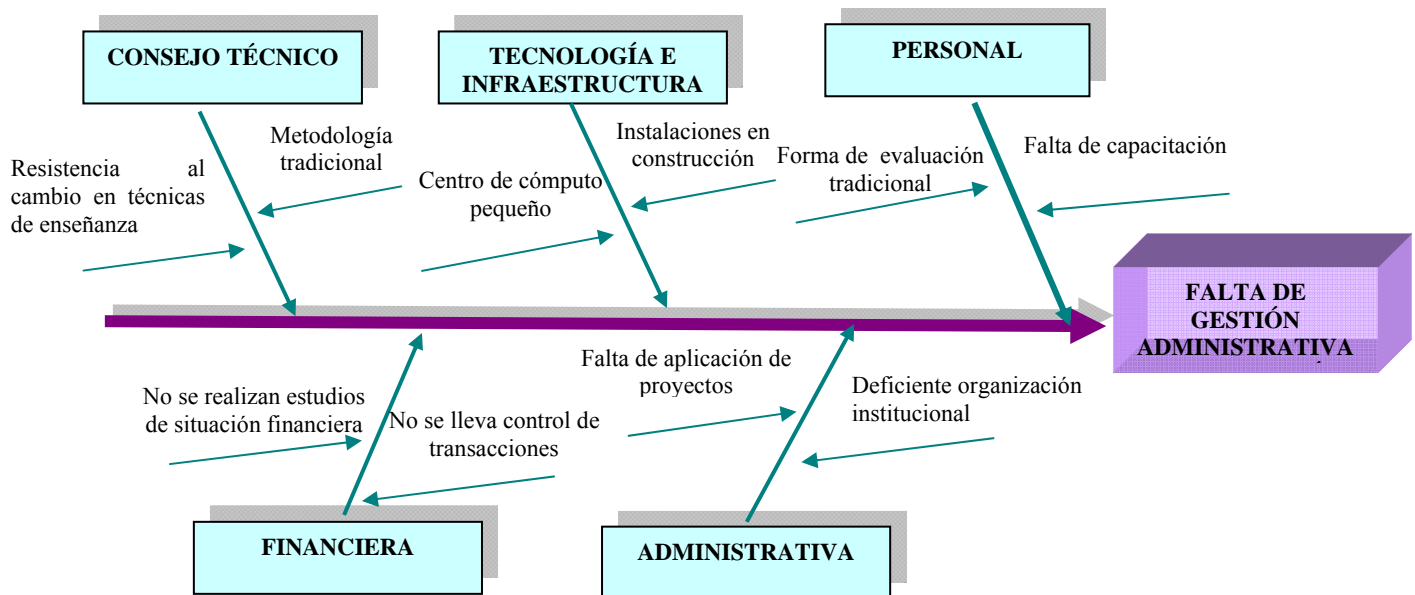 CONSEJO TÉCNICO
TECNOLOGÍA E
INFRAESTRUCTURA
PERSONAL
Resistencia al
cambio en técnicas
de enseñanza
Metodología
tradicional
Centro de cómputo
pequeño
Instalaciones en
construcción
Forma de evaluación
tradicional
Falta de capacitación
FALTA DE
GESTIÓN
ADMINISTRATIVA
No se realizan estudios
de situación financiera
No se lleva control de
transacciones
Falta de aplicación de
proyectos
Deficiente organización
institucional
FINANCIERA
ADMINISTRATIVA